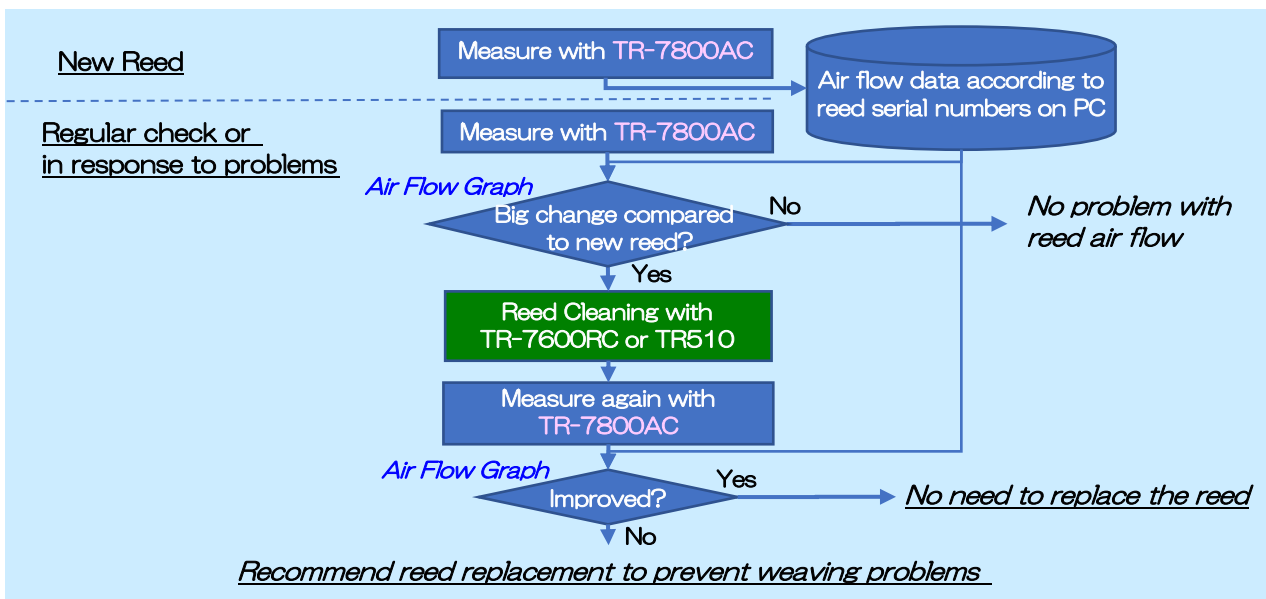 New Reed
Measure with TR-7800AC
Air flow data according to
reed serial numbers on PC
Regular check or
in response to problems
Measure with TR-7800AC
Air Flow Graph
Big change compared
to new reed?
No
No problem with
reed air flow
Yes
Reed Cleaning with
TR-7600RC or TR510
Measure again with
TR-7800AC
Air Flow Graph
Improved?
Yes
No need to replace the reed
No
Recommend reed replacement to prevent weaving problems